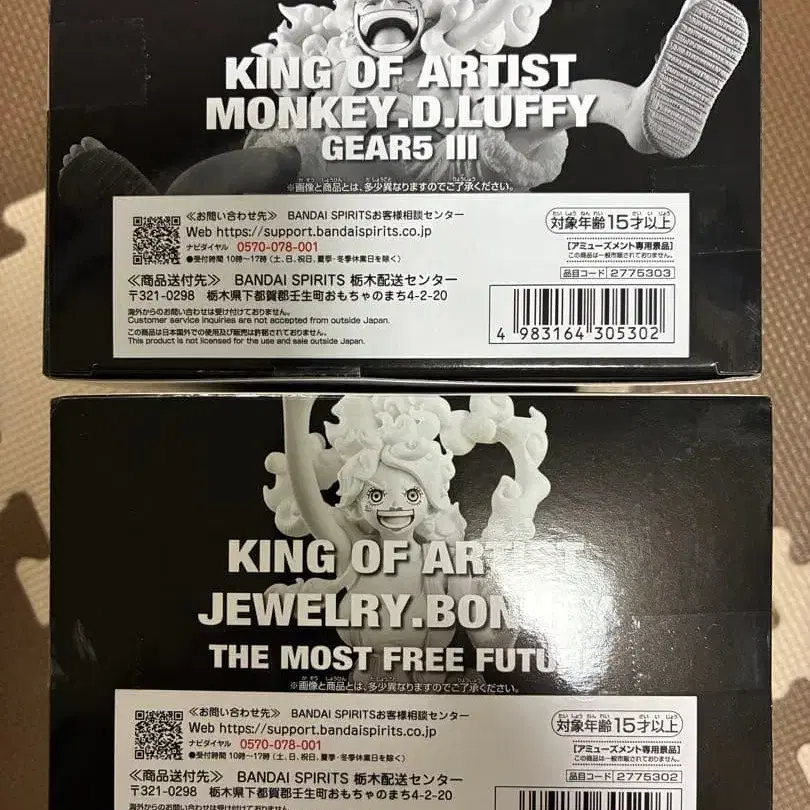 KING OF ARTIST
MONKEY.D.LUFFY
GEAR5 III
※画像と商品とは、多少異なりますのでご了承ください。
≪お問い合わせ先≫ BANDAI SPIRITSお客様相談センター
Web https://support.bandaispirits.co.jp
ナビダイヤル 0570-078-001
●受付時間 10時~17時(土、日、祝日、夏季・冬季休業日を除く)
対象年齢15才以上
【アミューズメント専用景品】
この商品は一般市販されておりません。
品目コード 2775303
≪商品送付先≫ BANDAI SPIRITS 栃木配送センター
〒321-0298 栃木県下都賀郡壬生町おもちゃのまち4-2-20
海外からのお問い合わせは受け付けておりません。
Customer service inquiries are not accepted from outside Japan.
この商品は日本国外での使用及び販売は許諾されておりません。
This product is not licensed for the use and sale outside Japan.
4 983164 305302
KING OF ARTIST
JEWELRY.BON
THE MOST FREE FUTU
※画像と商品とは、多少異なりますのでご了承ください。
≪お問い合わせ先≫ BANDAI SPIRITSお客様相談センター
Web https://support.bandaispirits.co.jp
ナビダイヤル 0570-078-001
●受付時間 10時~17時(土、日、祝日、夏季・冬季休業日を除く)
対象年齢15才以上
【アミューズメント専用景品】
この商品は一般市販されておりません。
品目コード 2775302
≪商品送付先≫ BANDAI SPIRITS 栃木配送センター
〒321-0298 栃木県下都賀郡壬生町おもちゃのまち4-2-20
海外からのお問い合わせは受け付けておりません。